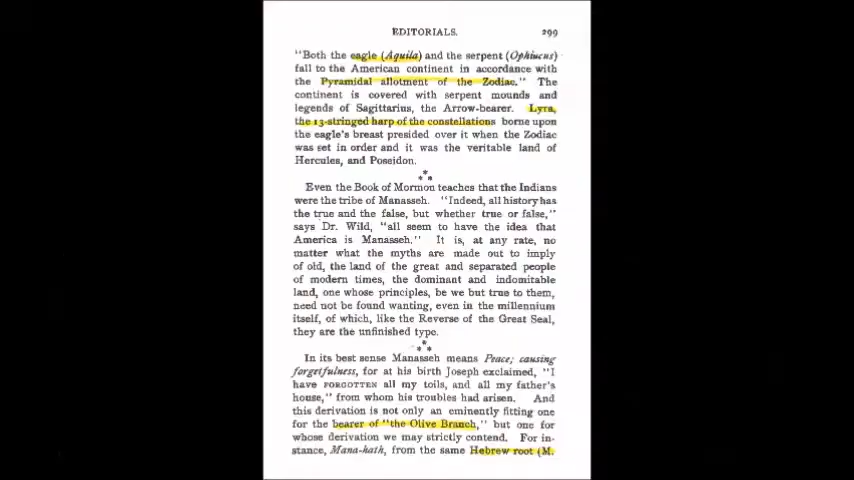 EDITORIALS. 299
"Both the eagle (Aquila) and the serpent (Ophiucus)
fall to the American continent in accordance with
the Pyramidal allotment of the Zodiac." The
continent is covered with serpent mounds and
legends of Sagittarius, the Arrow-bearer. Lyra,
the 13-stringed harp of the constellations borne upon
the eagle's breast presided over it when the Zodiac
was set in order and it was the veritable land of
Hercules, and Poseidon.
* * *
Even the Book of Mormon teaches that the Indians
were the tribe of Manasseh. "Indeed, all history has
the true and the false, but whether true or false,"
says Dr. Wild, "all seem to have the idea that
America is Manasseh." It is, at any rate, no
matter what the myths are made out to imply
of old, the land of the great and separated people
of modern times, the dominant and indomitable
land, one whose principles, be we but true to them,
need not be found wanting, even in the millennium
itself, of which, like the Reverse of the Great Seal,
they are the unfinished type.
* * *
In its best sense Manasseh means Peace; causing
forgetfulness, for at his birth Joseph exclaimed, "I
have FORGOTTEN all my toils, and all my father's
house," from whom his troubles had arisen. And
this derivation is not only an eminently fitting one
for the bearer of "the Olive Branch," but one for
whose derivation we may strictly contend. For in-
stance, Mana-hath, from the same Hebrew root (M.